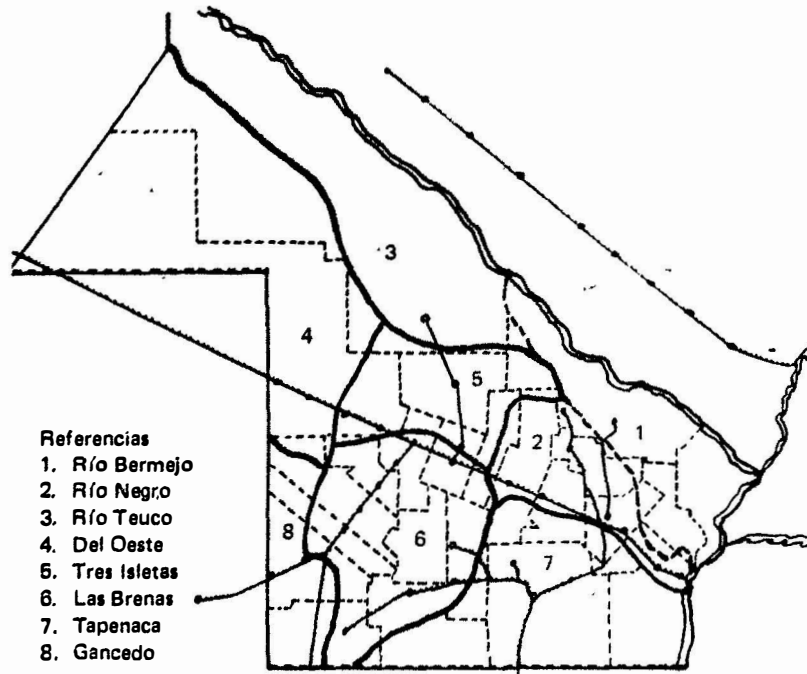 3
4
5
1
2
6
8
7
Referencias
1. Río Bermejo
2. Río Negro
3. Río Teuco
4. Del Oeste
5. Tres Isletas
6. Las Brenas
7. Tapenaca
8. Gancedo